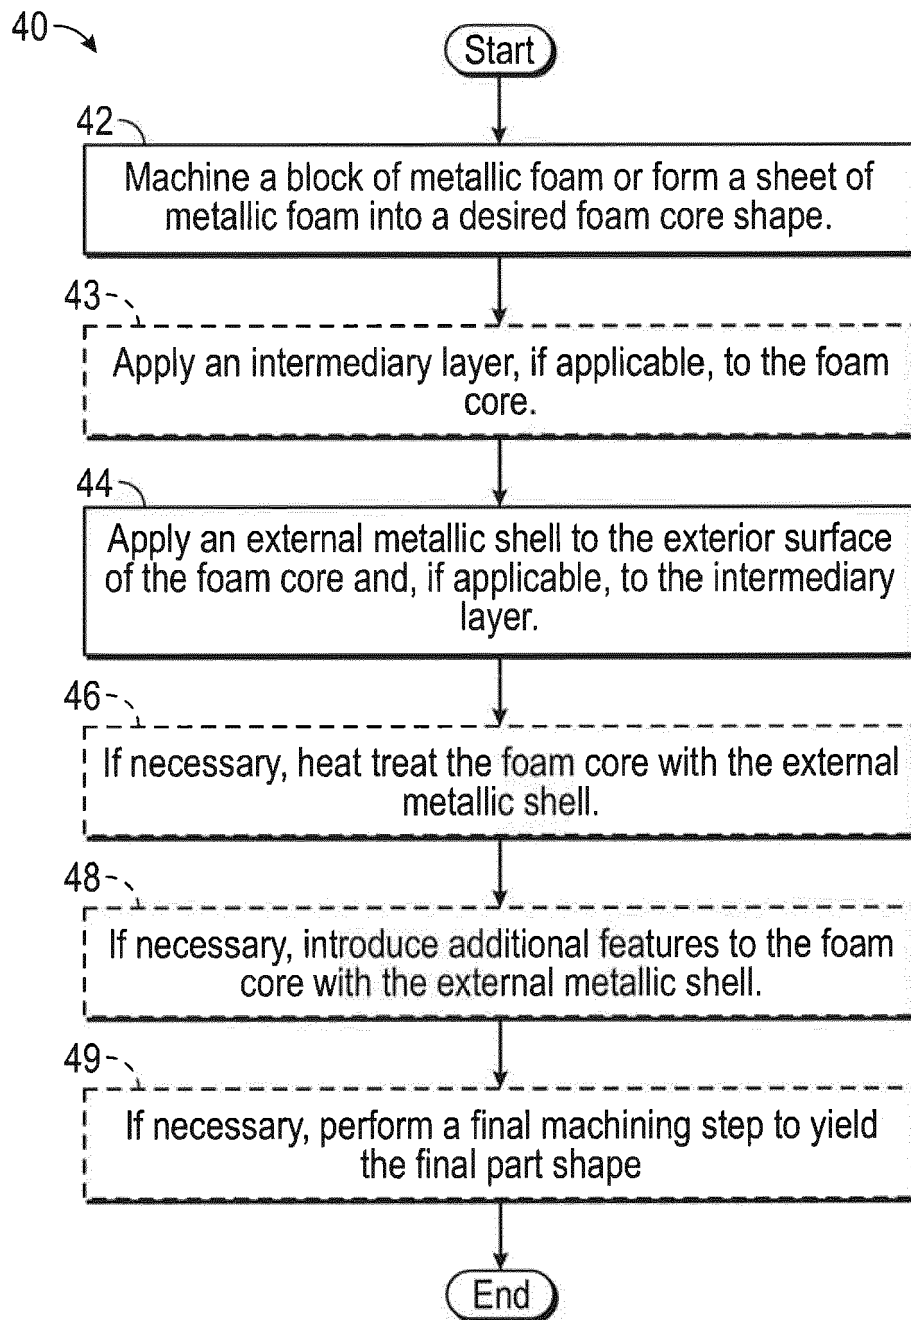 40
Start
42
Machine a block of metallic foam or form a sheet of
metallic foam into a desired foam core shape.
43
Apply an intermediary layer, if applicable, to the foam
core.
44
Apply an external metallic shell to the exterior surface
of the foam core and, if applicable, to the intermediary
layer.
46
If necessary, heat treat the foam core with the external
metallic shell.
48
If necessary, introduce additional features to the foam
core with the external metallic shell.
49
If necessary, perform a final machining step to yield
the final part shape
End